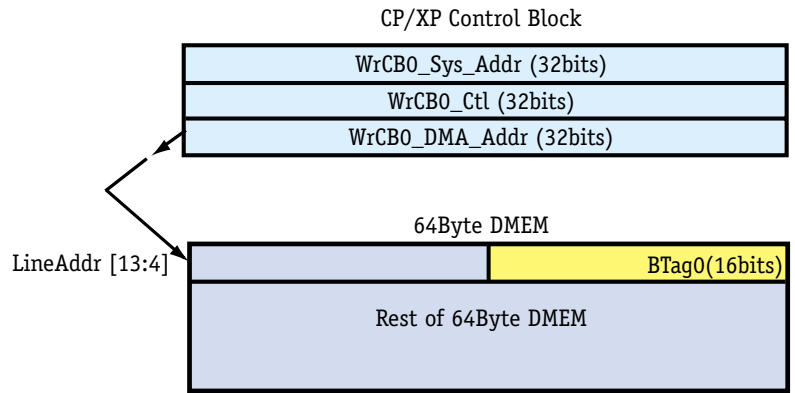 CP/XP Control Block
WrCB0_Sys_Addr (32bits)
WrCB0_Ctl (32bits)
WrCB0_DMA_Addr (32bits)
64Byte DMEM
LineAddr [13:4]
BTag0(16bits)
Rest of 64Byte DMEM